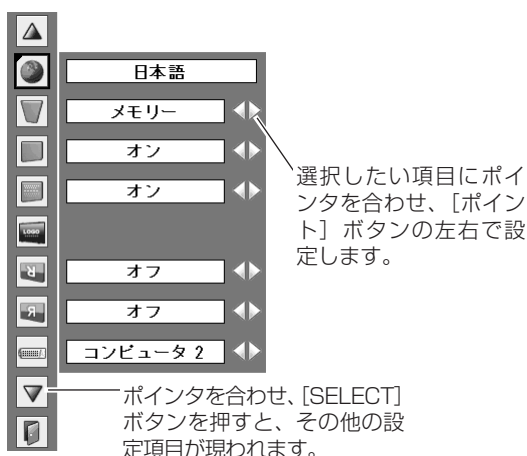 日本語
メモリー
オン
オン
LOGO
オフ
オフ
コンピュータ 2
選択したい項目にポイ
ンタを合わせ、［ポイン
ト］ボタンの左右で設
定します。
ポインタを合わせ、［SELECT］
ボタンを押すと、その他の設
定項目が現われます。